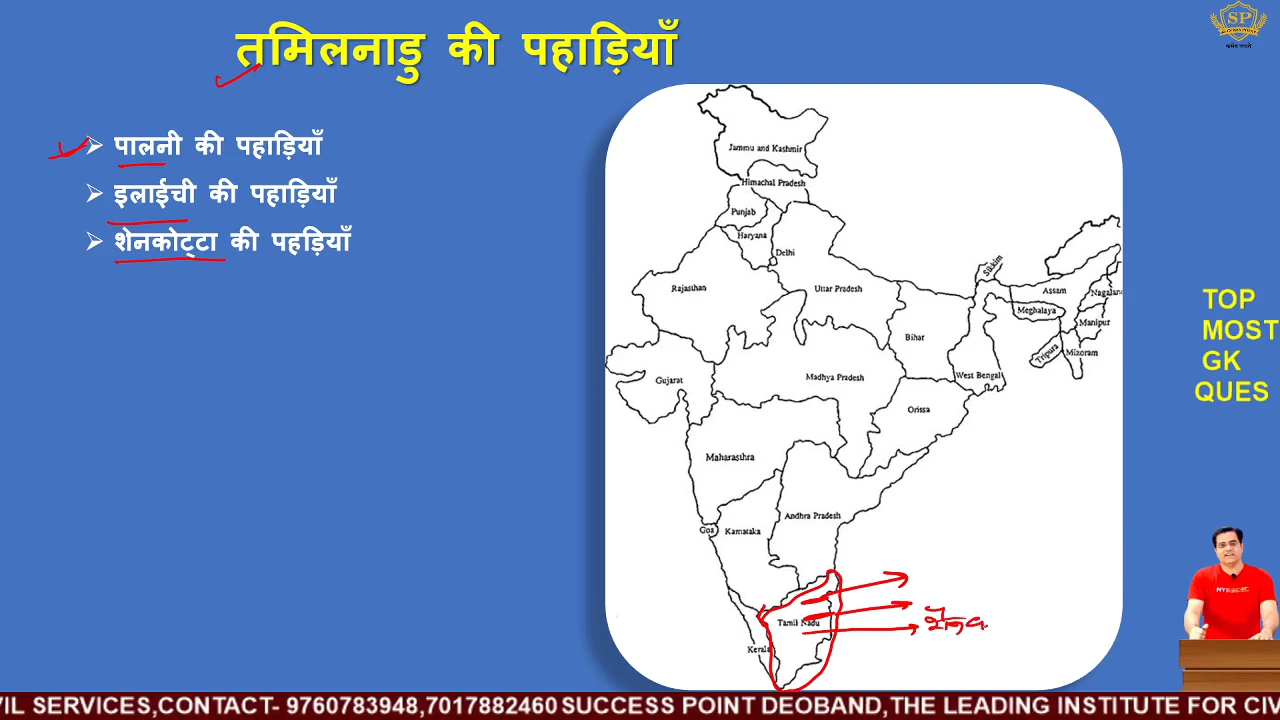 SP
तमिलनाडु की पहाड़ियाँ
➢ पालनी की पहाड़ियाँ
➢ इलाईची की पहाड़ियाँ
➢ शेनकोट्टा की पहड़ियाँ
Jammu and Kashmir
Himachal Pradesh
Punjab
Haryana
Delhi
Rajasthan
Uttar Pradesh
Sikkim
Assam
Nagaland
Meghalaya
Manipur
Tripura
Mizoram
Bihar
West Bengal
Gujarat
Madhya Pradesh
Orissa
Maharasthra
Andhra Pradesh
Goa
Karnataka
Tamil Nadu
Kerala
TOP
MOST
GK
QUES
VIL SERVICES,CONTACT- 9760783948,7017882460 SUCCESS POINT DEOBAND,THE LEADING INSTITUTE FOR CIV